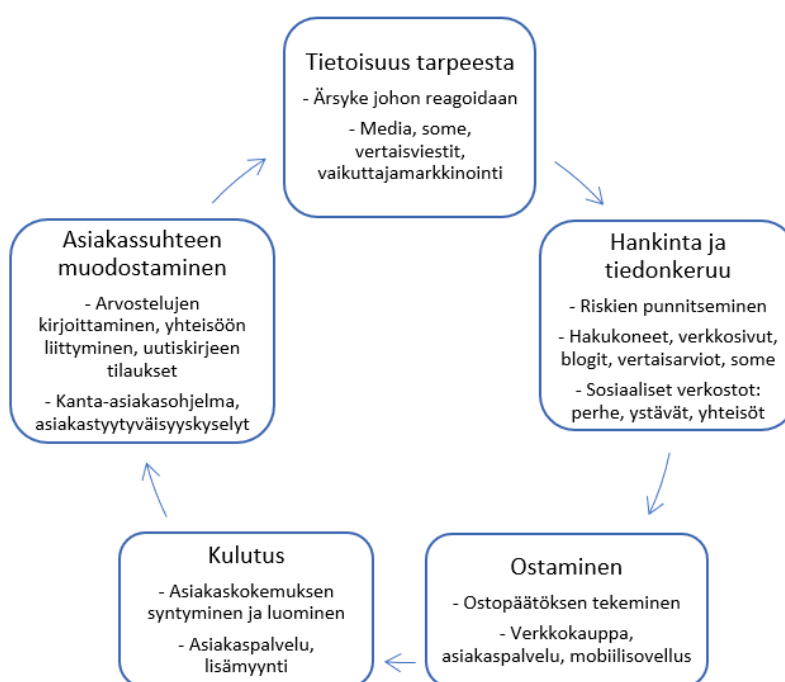 Tietoisuus tarpeesta
- Ärsyke johon reagoidaan
- Media, some,
vertaisviestit,
vaikuttajamarkkinointi
Hankinta ja
tiedonkeruu
- Riskien punnitseminen
- Hakukoneet, verkkosivut,
blogit, vertaisarviot, some
- Sosiaaliset verkostot:
perhe, ystävät, yhteisöt
Ostaminen
- Ostopäätöksen tekeminen
- Verkkokauppa,
asiakaspalvelu, mobiilisovellus
Kulutus
- Asiakaskokemuksen
syntyminen ja luominen
- Asiakaspalvelu,
lisämyynti
Asiakassuhteen
muodostaminen
- Arvostelujen
kirjoittaminen, yhteisöön
liittyminen, uutiskirjeen
tilaukset
- Kanta-asiakasohjelma,
asiakastyytyväisyyskyselyt